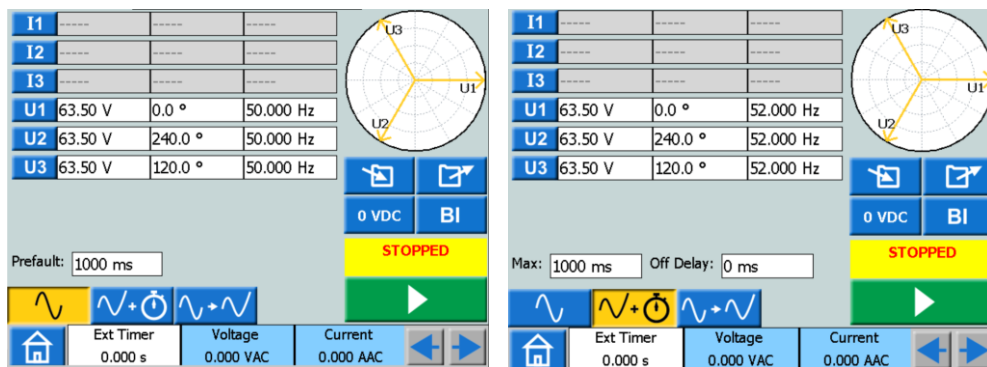 I1 ----- ----- -----
I2 ----- ----- -----
I3 ----- ----- -----
U1 63.50 V 0.0 ° 50.000 Hz
U2 63.50 V 240.0 ° 50.000 Hz
U3 63.50 V 120.0 ° 50.000 Hz
U3
U1
U2
0 VDC BI
STOPPED
Prefault: 1000 ms
Ext Timer Voltage Current
0.000 s 0.000 VAC 0.000 AAC
I1 ----- ----- -----
I2 ----- ----- -----
I3 ----- ----- -----
U1 63.50 V 0.0 ° 52.000 Hz
U2 63.50 V 240.0 ° 52.000 Hz
U3 63.50 V 120.0 ° 52.000 Hz
U3
U1
U2
0 VDC BI
STOPPED
Max: 1000 ms Off Delay: 0 ms
Ext Timer Voltage Current
0.000 s 0.000 VAC 0.000 AAC